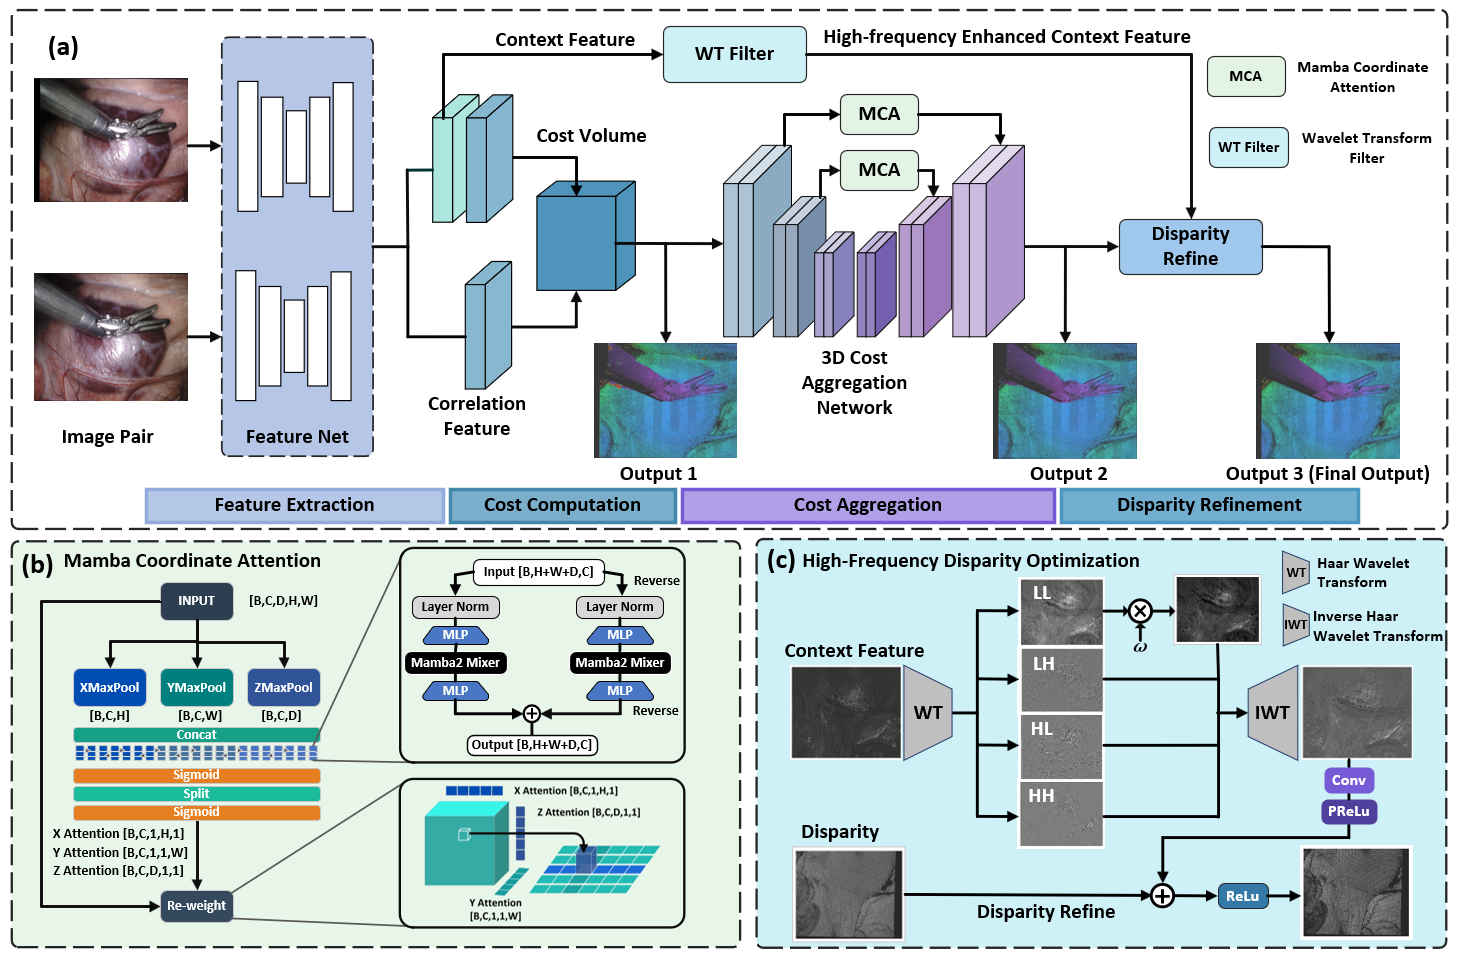 (a)
Context Feature
WT Filter
High-frequency Enhanced Context Feature
MCA
Mamba Coordinate
Attention
WT Filter
Wavelet Transform
Filter
Cost Volume
MCA
MCA
Disparity
Refine
3D Cost
Aggregation
Network
Correlation
Feature
Image Pair
Feature Net
Output 1
Output 2
Output 3 (Final Output)
Feature Extraction
Cost Computation
Cost Aggregation
Disparity Refinement
(b)
Mamba Coordinate Attention
INPUT
[B,C,D,H,W]
XMaxPool
YMaxPool
ZMaxPool
[B,C,H]
[B,C,W]
[B,C,D]
Concat
Sigmoid
Split
Sigmoid
X Attention [B,C,1,H,1]
Y Attention [B,C,1,1,W]
Z Attention [B,C,D,1,1]
Re-weight
Input [B,H+W+D,C]
Reverse
Layer Norm
Layer Norm
MLP
MLP
Mamba2 Mixer
Mamba2 Mixer
MLP
MLP
Reverse
Output [B,H+W+D,C]
X Attention [B,C,1,H,1]
Z Attention [B,C,D,1,1]
Y Attention
[B,C,1,1,W]
(c)
High-Frequency Disparity Optimization
WT
Haar Wavelet
Transform
IWT
Inverse Haar
Wavelet Transform
LL
ω
Context Feature
LH
WT
HL
IWT
HH
Conv
PReLu
Disparity
Disparity Refine
ReLu